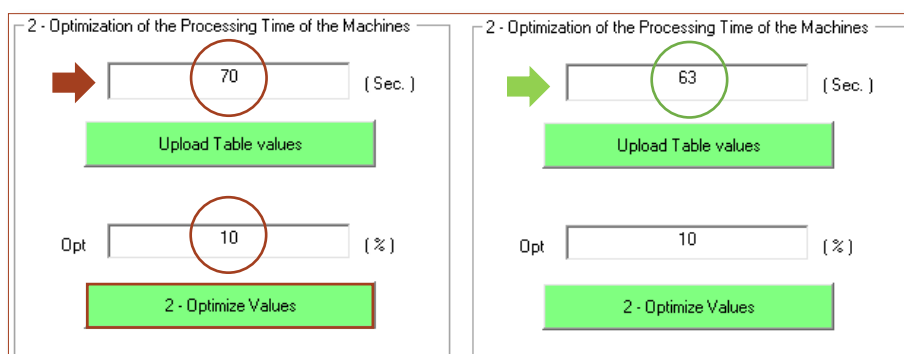 2 - Optimization of the Processing Time of the Machines
70 (Sec.)
Upload Table values
Opt 10 (%)
2 - Optimize Values
2 - Optimization of the Processing Time of the Machines
63 (Sec.)
Upload Table values
Opt 10 (%)
2 - Optimize Values